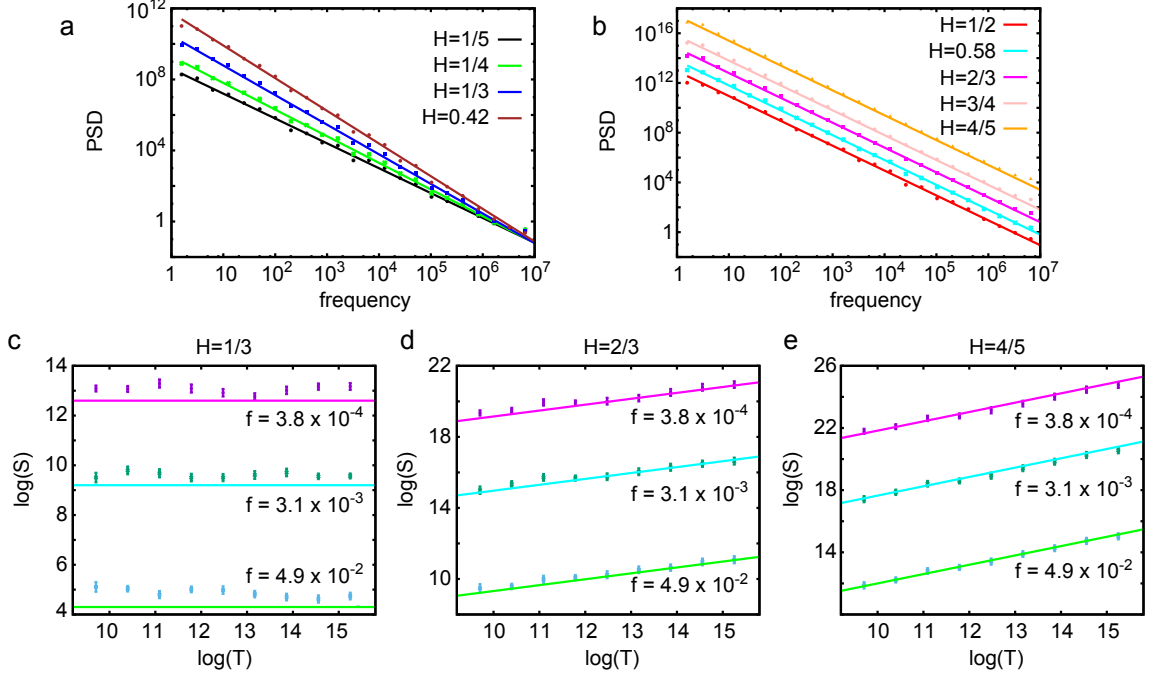 a
10^12
10^8
10^4
1
PSD
H=1/5
H=1/4
H=1/3
H=0.42
1 10 10^2 10^3 10^4 10^5 10^6 10^7
frequency
b
10^16
10^12
10^8
10^4
1
PSD
H=1/2
H=0.58
H=2/3
H=3/4
H=4/5
1 10 10^2 10^3 10^4 10^5 10^6 10^7
frequency
c
H=1/3
14
13
12
11
10
9
8
7
6
5
4
log(S)
f = 3.8 x 10^-4
f = 3.1 x 10^-3
f = 4.9 x 10^-2
10 11 12 13 14 15
log(T)
d
H=2/3
22
18
14
10
log(S)
f = 3.8 x 10^-4
f = 3.1 x 10^-3
f = 4.9 x 10^-2
10 11 12 13 14 15
log(T)
e
H=4/5
26
22
18
14
log(S)
f = 3.8 x 10^-4
f = 3.1 x 10^-3
f = 4.9 x 10^-2
10 11 12 13 14 15
log(T)